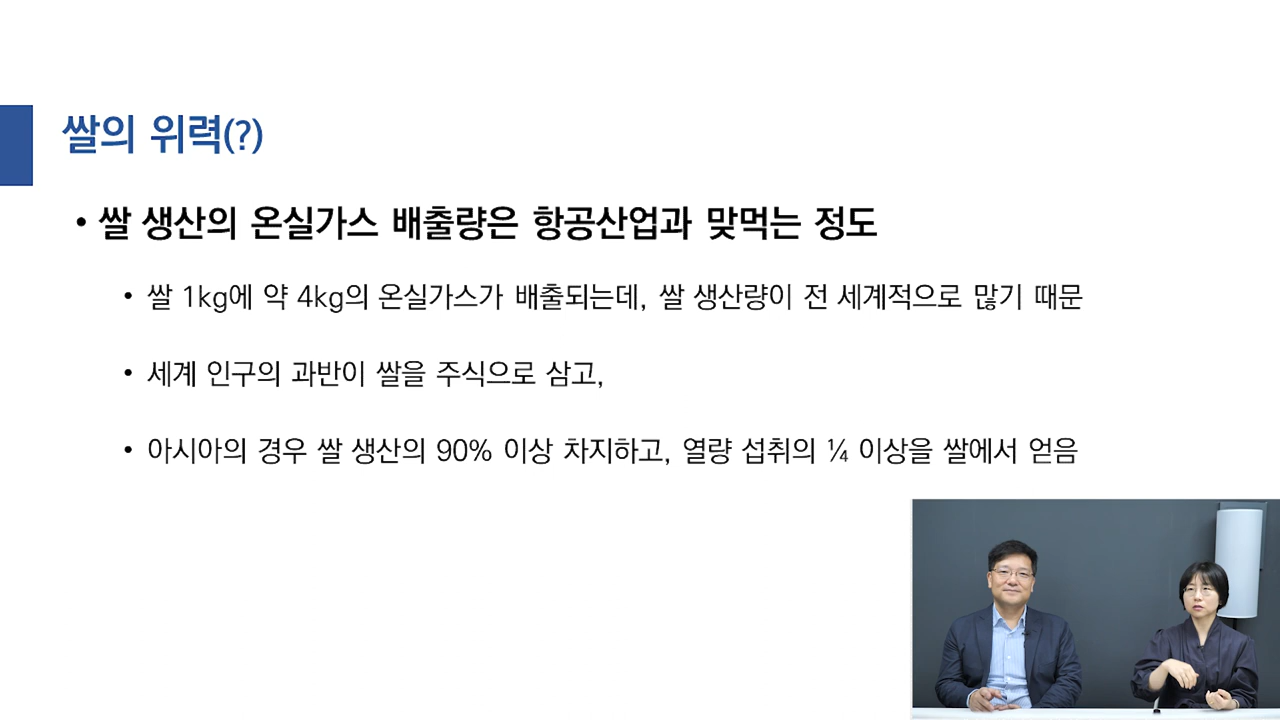 쌀의 위력(?)
• 쌀 생산의 온실가스 배출량은 항공산업과 맞먹는 정도
• 쌀 1kg에 약 4kg의 온실가스가 배출되는데, 쌀 생산량이 전 세계적으로 많기 때문
• 세계 인구의 과반이 쌀을 주식으로 삼고,
• 아시아의 경우 쌀 생산의 90% 이상 차지하고, 열량 섭취의 ¼ 이상을 쌀에서 얻음